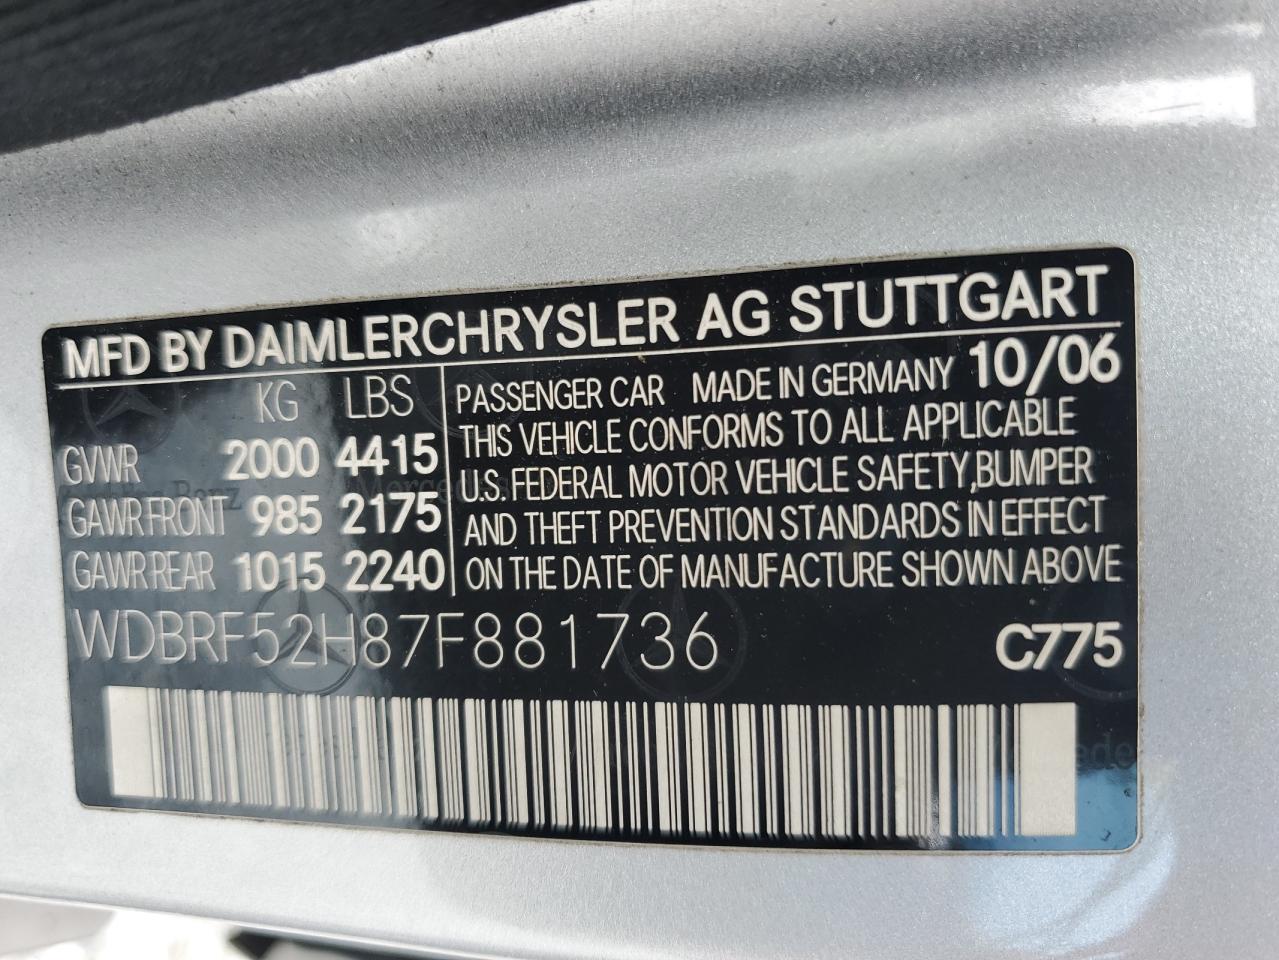 MFD BY DAIMLERCHRYSLER AG STUTTGART
KG LBS
GVWR 2000 4415
GAWR FRONT 985 2175
GAWR REAR 1015 2240
PASSENGER CAR MADE IN GERMANY 10/06
THIS VEHICLE CONFORMS TO ALL APPLICABLE
U.S. FEDERAL MOTOR VEHICLE SAFETY, BUMPER
AND THEFT PREVENTION STANDARDS IN EFFECT
ON THE DATE OF MANUFACTURE SHOWN ABOVE
WDBRF52H87F881736 C775